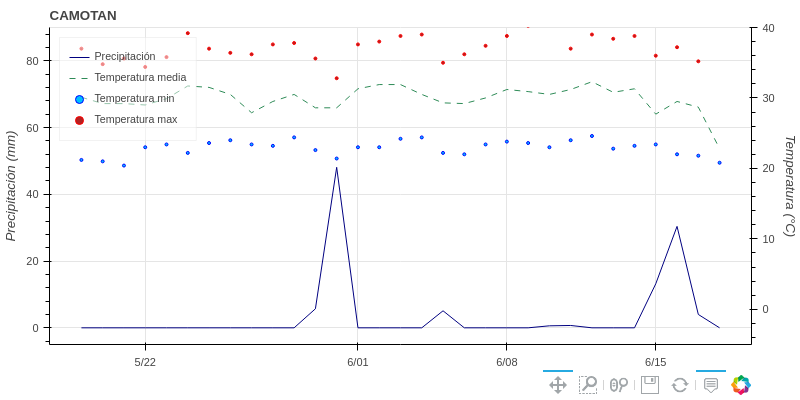 CAMOTAN
Precipitación
Temperatura media
Temperatura min
Temperatura max
Precipitación (mm)
80
60
40
20
0
Temperatura (°C)
40
30
20
10
0
5/22
6/01
6/08
6/15